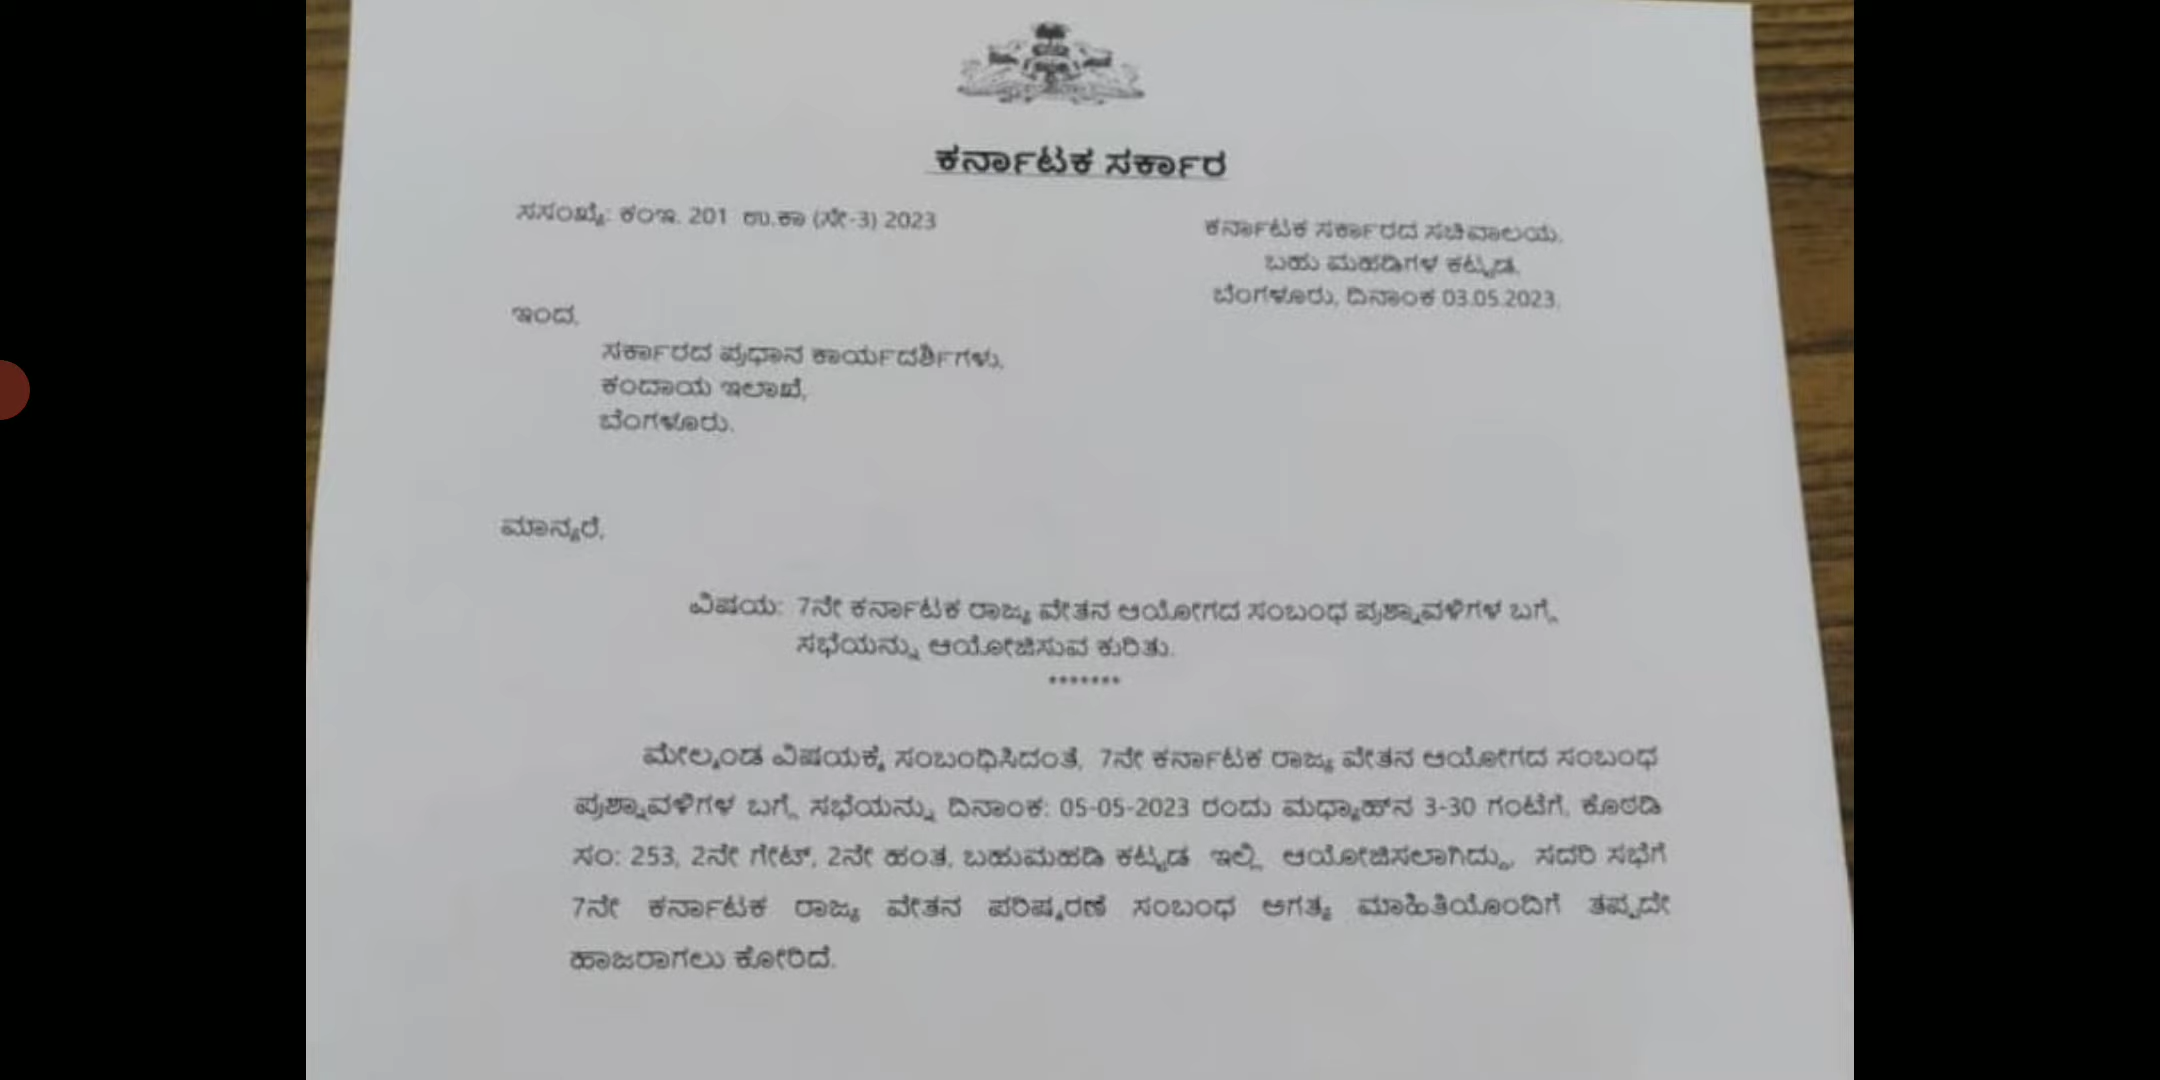 ಕರ್ನಾಟಕ ಸರ್ಕಾರ
ಸಸಂಖ್ಯೆ: ಕಂಇ. 201 ಉ.ಕಾ (ಸೇ-3) 2023
ಕರ್ನಾಟಕ ಸರ್ಕಾರದ ಸಚಿವಾಲಯ,
ಬಹು ಮಹಡಿಗಳ ಕಟ್ಟಡ,
ಬೆಂಗಳೂರು, ದಿನಾಂಕ 03.05.2023.
ಇಂದ,
ಸರ್ಕಾರದ ಪ್ರಧಾನ ಕಾರ್ಯದರ್ಶಿಗಳು,
ಕಂದಾಯ ಇಲಾಖೆ,
ಬೆಂಗಳೂರು.
ಮಾನ್ಯರೆ,
ವಿಷಯ: 7ನೇ ಕರ್ನಾಟಕ ರಾಜ್ಯ ವೇತನ ಆಯೋಗದ ಸಂಬಂಧ ಪ್ರಶ್ನಾವಳಿಗಳ ಬಗ್ಗೆ
ಸಭೆಯನ್ನು ಆಯೋಜಿಸುವ ಕುರಿತು.
*******
ಮೇಲ್ಕಂಡ ವಿಷಯಕ್ಕೆ ಸಂಬಂಧಿಸಿದಂತೆ, 7ನೇ ಕರ್ನಾಟಕ ರಾಜ್ಯ ವೇತನ ಆಯೋಗದ ಸಂಬಂಧ
ಪ್ರಶ್ನಾವಳಿಗಳ ಬಗ್ಗೆ ಸಭೆಯನ್ನು ದಿನಾಂಕ: 05-05-2023 ರಂದು ಮಧ್ಯಾಹ್‌ನ 3-30 ಗಂಟೆಗೆ, ಕೊಠಡಿ
ಸಂ: 253, 2ನೇ ಗೇಟ್, 2ನೇ ಹಂತ, ಬಹುಮಹಡಿ ಕಟ್ಟಡ ಇಲ್ಲಿ ಆಯೋಜಿಸಲಾಗಿದ್ದು, ಸದರಿ ಸಭೆಗೆ
7ನೇ ಕರ್ನಾಟಕ ರಾಜ್ಯ ವೇತನ ಪರಿಷ್ಕರಣೆ ಸಂಬಂಧ ಅಗತ್ಯ ಮಾಹಿತಿಯೊಂದಿಗೆ ತಪ್ಪದೇ
ಹಾಜರಾಗಲು ಕೋರಿದೆ.